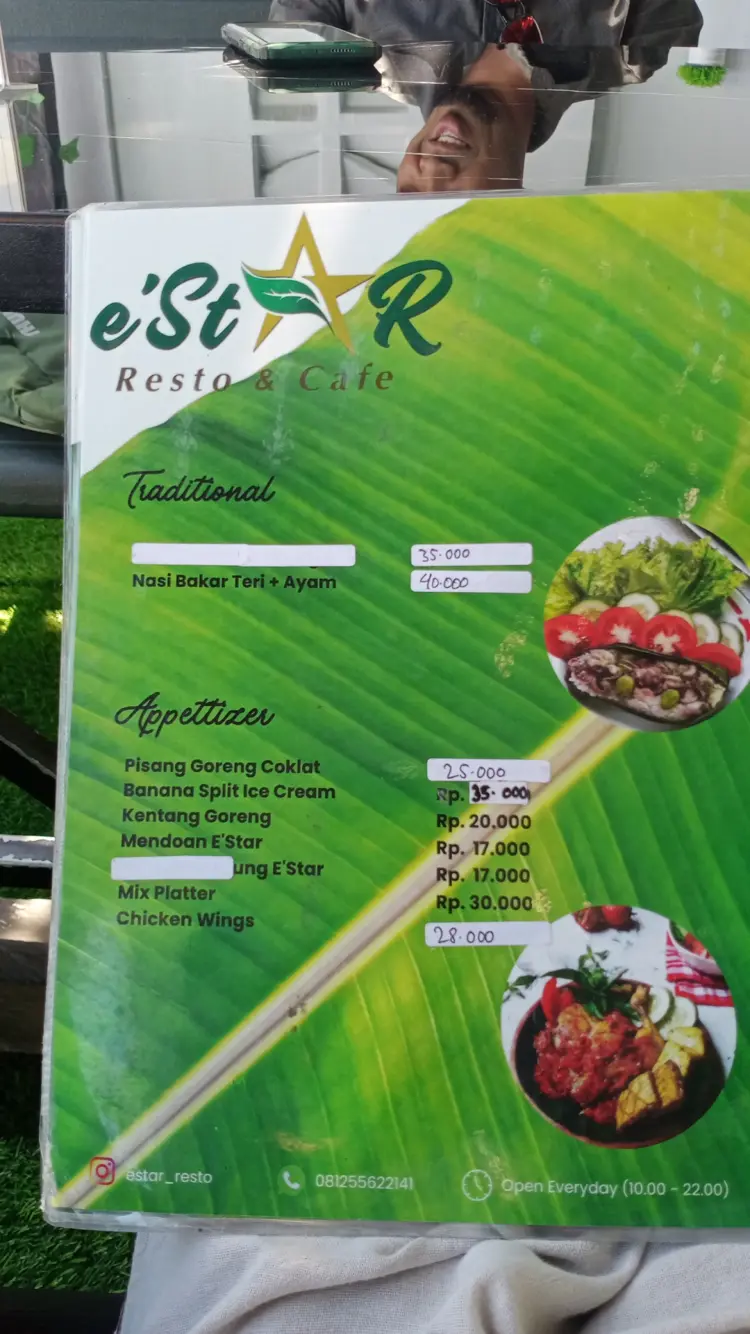 e'StAR
Resto & Cafe
Traditional
35.000
Nasi Bakar Teri + Ayam 40.000
Appettizer
Pisang Goreng Coklat 25.000
Banana Split Ice Cream Rp. 35.000
Kentang Goreng Rp. 20.000
Mendoan E'Star Rp. 17.000
ung E'Star Rp. 17.000
Mix Platter Rp. 30.000
Chicken Wings 28.000
estar_resto 081255622141 Open Everyday (10.00 - 22.00)